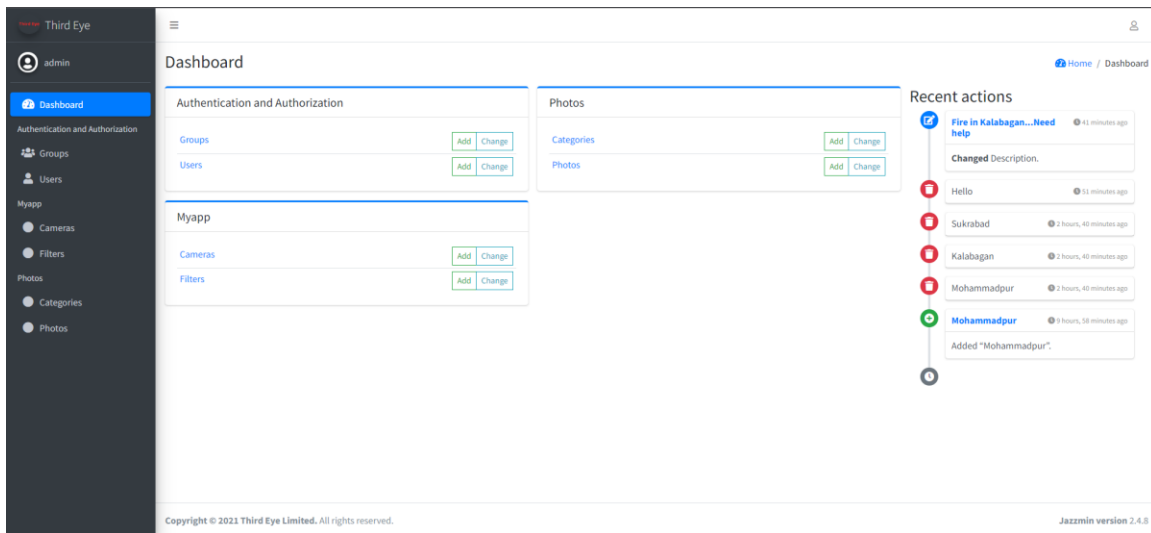 Third Eye
admin
Dashboard
Authentication and Authorization
Groups
Users
Myapp
Cameras
Filters
Photos
Categories
Photos
Dashboard
Home / Dashboard
Authentication and Authorization
Groups Add Change
Users Add Change
Photos
Categories Add Change
Photos Add Change
Myapp
Cameras Add Change
Filters Add Change
Recent actions
Fire in Kalabagan...Need 41 minutes ago
help
Changed Description.
Hello 51 minutes ago
Sukrabad 2 hours, 40 minutes ago
Kalabagan 2 hours, 40 minutes ago
Mohammadpur 2 hours, 40 minutes ago
Mohammadpur 9 hours, 58 minutes ago
Added "Mohammadpur".
Copyright © 2021 Third Eye Limited. All rights reserved.
Jazzmin version 2.4.8